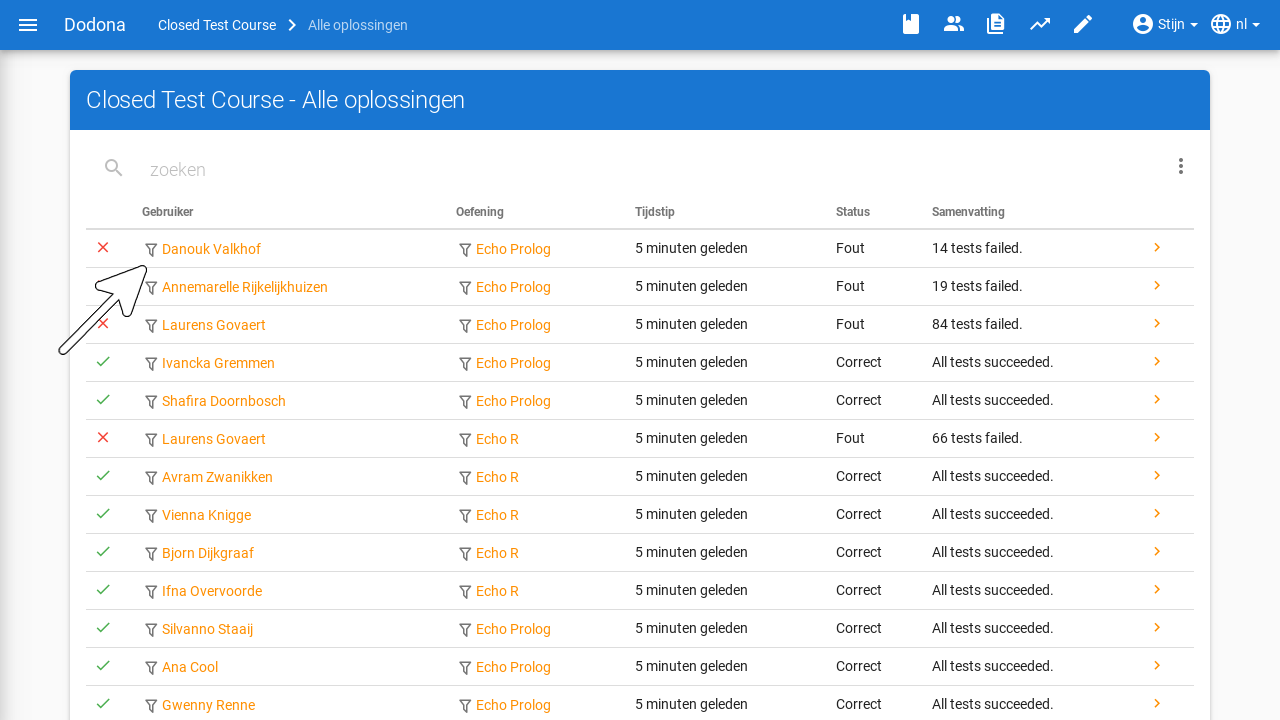 Dodona Closed Test Course Alle oplossingen Stijn nl
Closed Test Course - Alle oplossingen
zoeken
Gebruiker Oefening Tijdstip Status Samenvatting
Danouk Valkhof Echo Prolog 5 minuten geleden Fout 14 tests failed.
Annemarelle Rijkelijkhuizen Echo Prolog 5 minuten geleden Fout 19 tests failed.
Laurens Govaert Echo Prolog 5 minuten geleden Fout 84 tests failed.
Ivancka Gremmen Echo Prolog 5 minuten geleden Correct All tests succeeded.
Shafira Doornbosch Echo Prolog 5 minuten geleden Correct All tests succeeded.
Laurens Govaert Echo R 5 minuten geleden Fout 66 tests failed.
Avram Zwanikken Echo R 5 minuten geleden Correct All tests succeeded.
Vienna Knigge Echo R 5 minuten geleden Correct All tests succeeded.
Bjorn Dijkgraaf Echo R 5 minuten geleden Correct All tests succeeded.
Ifna Overvoorde Echo R 5 minuten geleden Correct All tests succeeded.
Silvanno Staaij Echo Prolog 5 minuten geleden Correct All tests succeeded.
Ana Cool Echo Prolog 5 minuten geleden Correct All tests succeeded.
Gwenny Renne Echo Prolog 5 minuten geleden Correct All tests succeeded.